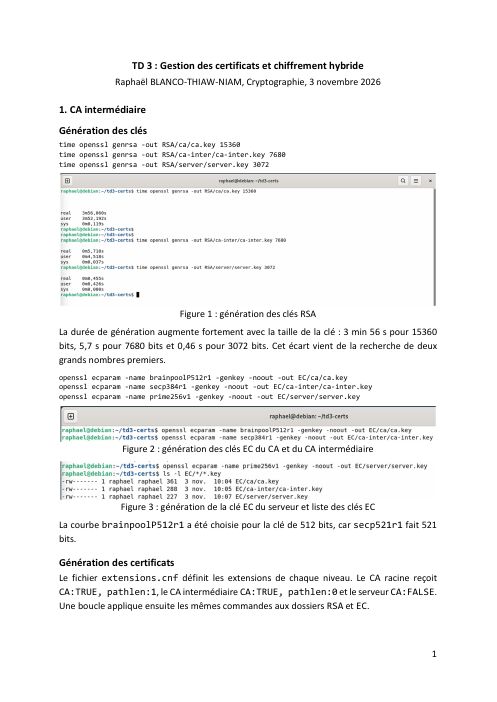 TD 3 : Gestion des certificats et chiffrement hybride
Raphaël BLANCO-THIAW-NIAM, Cryptographie, 3 novembre 2026
1. CA intermédiaire
Génération des clés
time openssl genrsa -out RSA/ca/ca.key 15360
time openssl genrsa -out RSA/ca-inter/ca-inter.key 7680
time openssl genrsa -out RSA/server/server.key 3072
raphael@debian: ~/td3-certs
raphael@debian:~/td3-certs$ time openssl genrsa -out RSA/ca/ca.key 15360
real 3m56,060s
user 3m52,192s
sys 0m0,119s
raphael@debian:~/td3-certs$
raphael@debian:~/td3-certs$
raphael@debian:~/td3-certs$ time openssl genrsa -out RSA/ca-inter/ca-inter.key 7680
real 0m5,710s
user 0m4,510s
sys 0m0,037s
raphael@debian:~/td3-certs$ time openssl genrsa -out RSA/server/server.key 3072
real 0m0,455s
user 0m0,426s
sys 0m0,000s
raphael@debian:~/td3-certs$
Figure 1 : génération des clés RSA
La durée de génération augmente fortement avec la taille de la clé : 3 min 56 s pour 15360
bits, 5,7 s pour 7680 bits et 0,46 s pour 3072 bits. Cet écart vient de la recherche de deux
grands nombres premiers.
openssl ecparam -name brainpoolP512r1 -genkey -noout -out EC/ca/ca.key
openssl ecparam -name secp384r1 -genkey -noout -out EC/ca-inter/ca-inter.key
openssl ecparam -name prime256v1 -genkey -noout -out EC/server/server.key
raphael@debian: ~/td3-certs
raphael@debian:~/td3-certs$ openssl ecparam -name brainpoolP512r1 -genkey -noout -out EC/ca/ca.key
raphael@debian:~/td3-certs$ openssl ecparam -name secp384r1 -genkey -noout -out EC/ca-inter/ca-inter.key
Figure 2 : génération des clés EC du CA et du CA intermédiaire
raphael@debian:~/td3-certs$ openssl ecparam -name prime256v1 -genkey -noout -out EC/server/server.key
raphael@debian:~/td3-certs$ ls -l EC/*/*.key
-rw------- 1 raphael raphael 361 3 nov. 10:04 EC/ca/ca.key
-rw------- 1 raphael raphael 288 3 nov. 10:05 EC/ca-inter/ca-inter.key
-rw------- 1 raphael raphael 227 3 nov. 10:07 EC/server/server.key
Figure 3 : génération de la clé EC du serveur et liste des clés EC
La courbe brainpoolP512r1 a été choisie pour la clé de 512 bits, car secp521r1 fait 521
bits.
Génération des certificats
Le fichier extensions.cnf définit les extensions de chaque niveau. Le CA racine reçoit
CA:TRUE, pathlen:1, le CA intermédiaire CA:TRUE, pathlen:0 et le serveur CA:FALSE.
Une boucle applique ensuite les mêmes commandes aux dossiers RSA et EC.
1